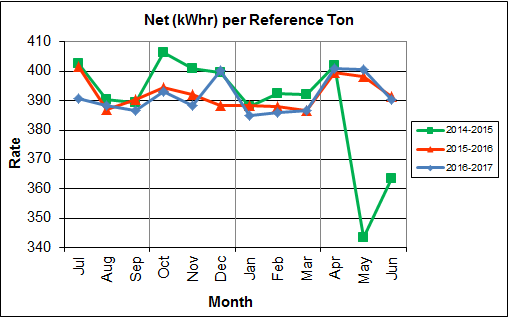 Net (kWhr) per Reference Ton
410
400
390
380
370
360
350
340
Rate
Jul
Aug
Sep
Oct
Nov
Dec
Jan
Feb
Mar
Apr
May
Jun
Month
2014-2015
2015-2016
2016-2017